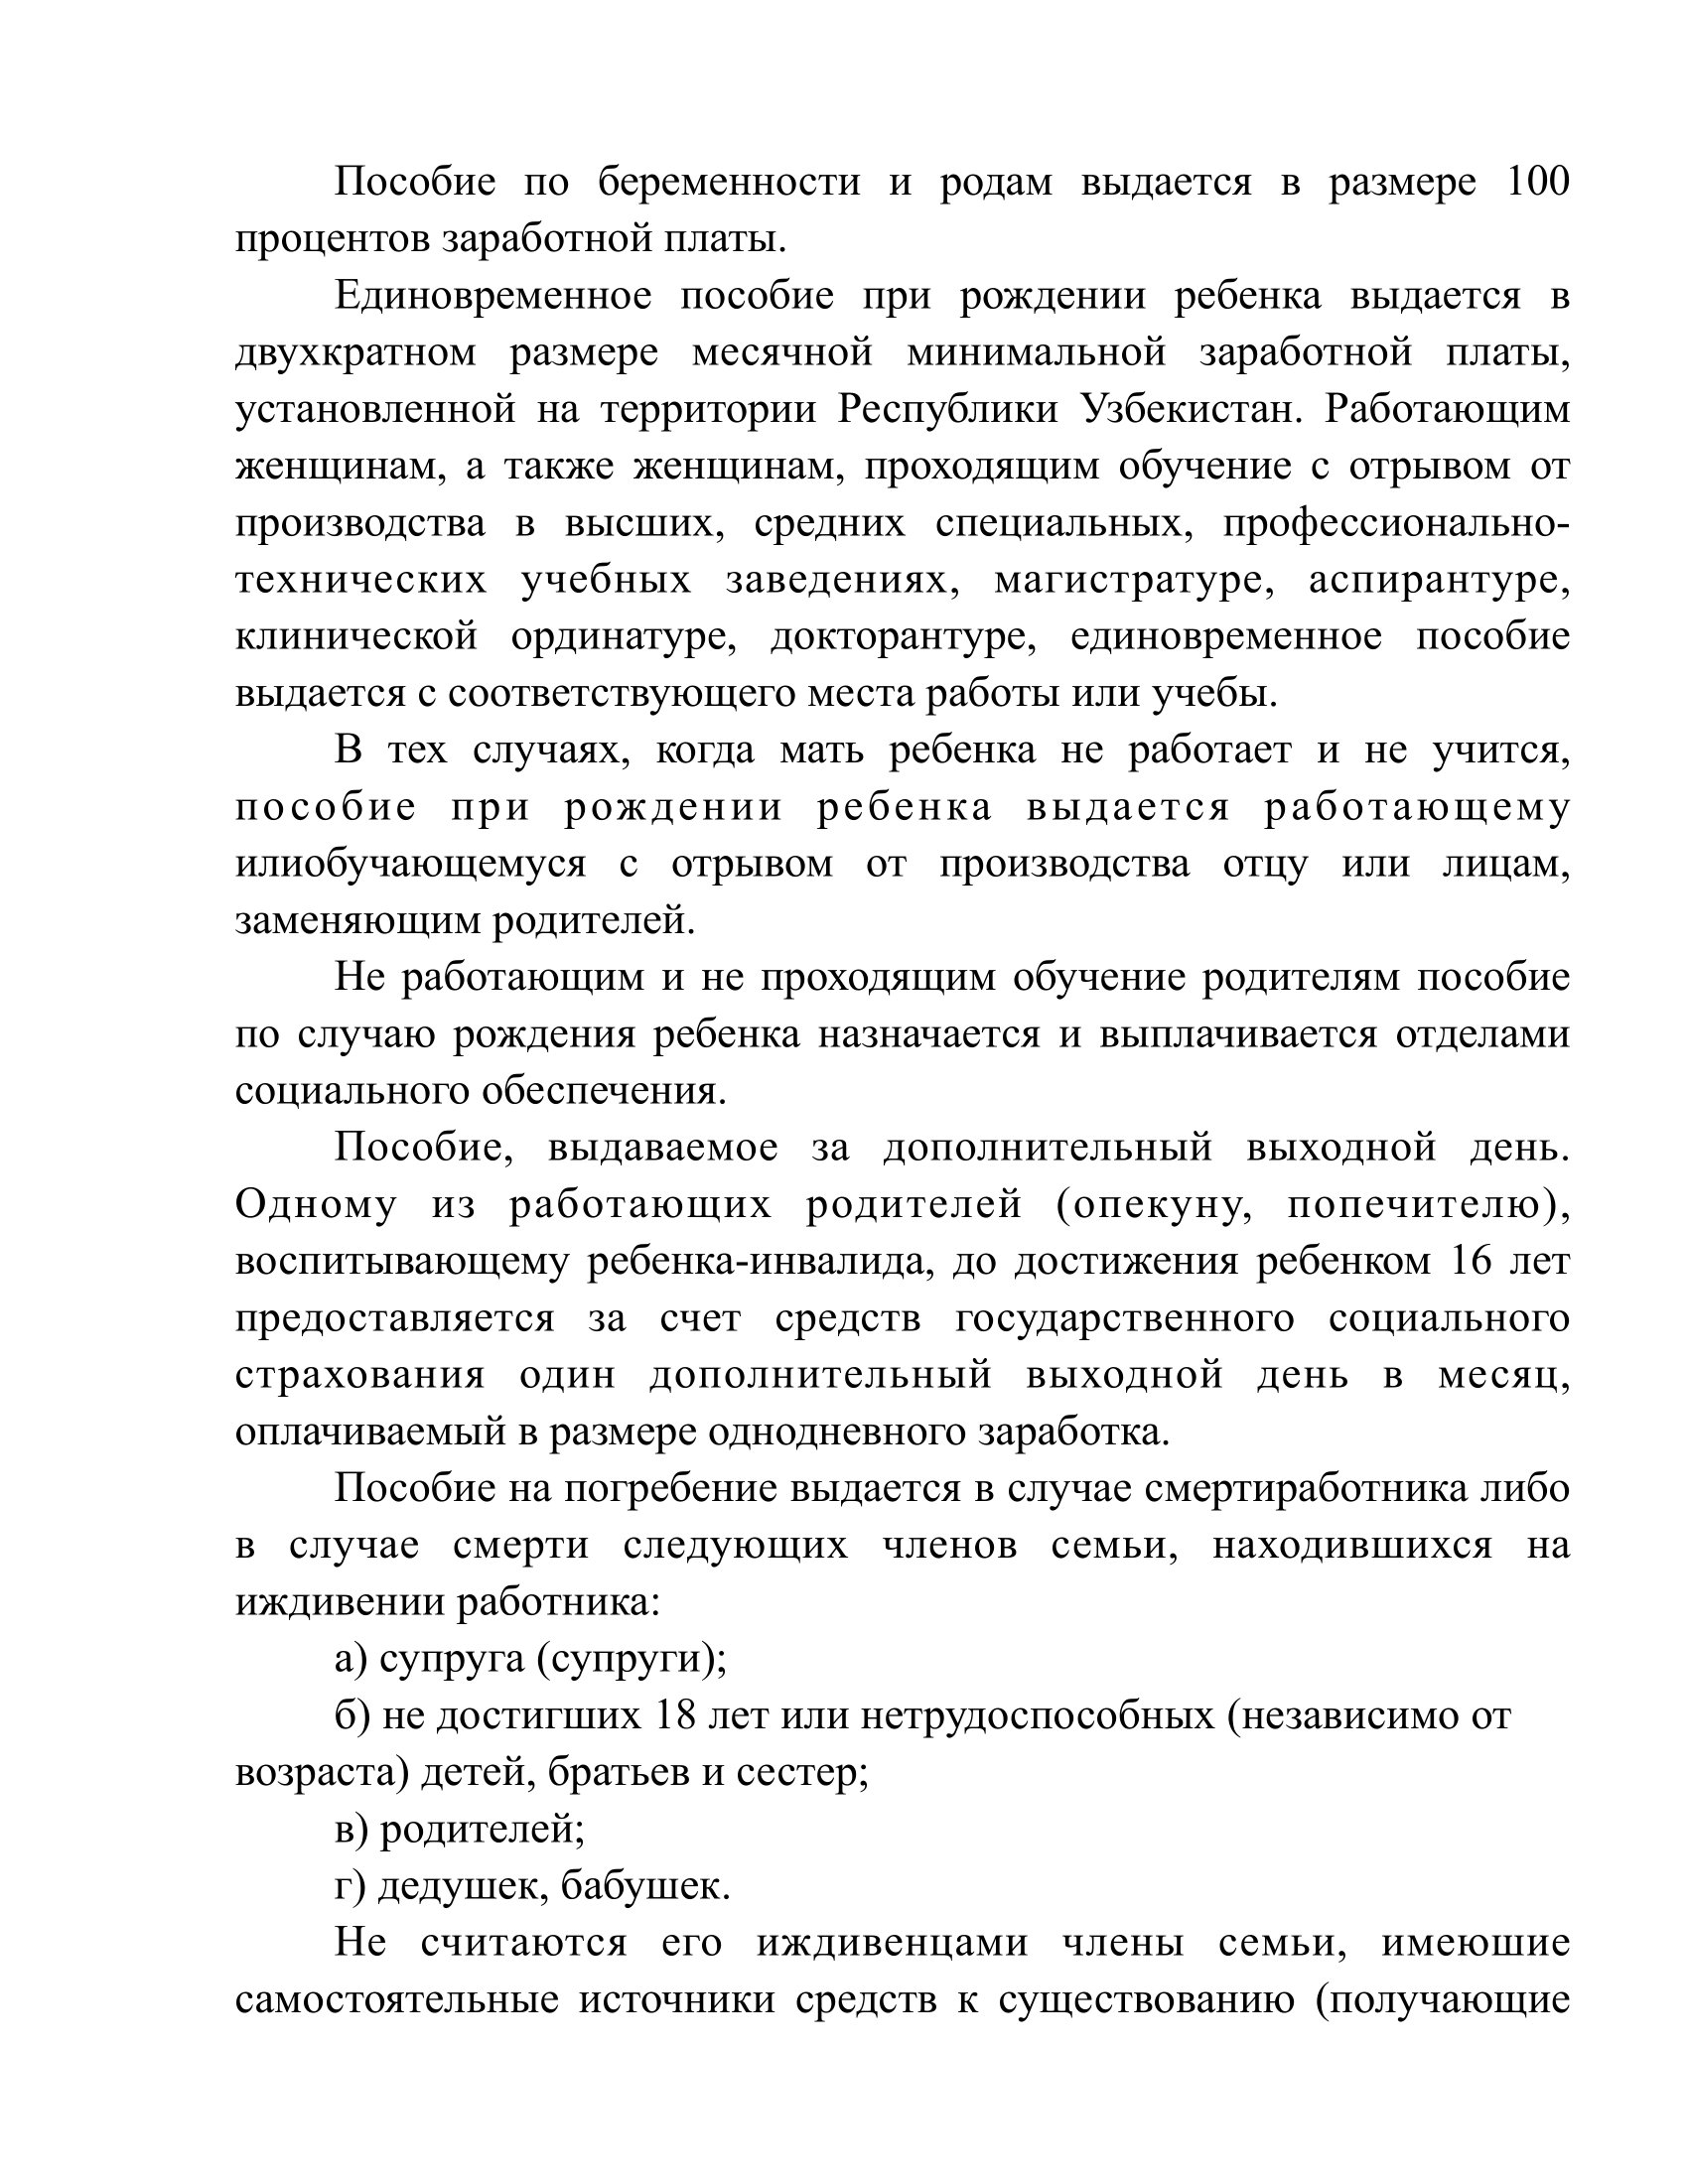 Пособие по беременности и родам выдается в размере 100
процентов заработной платы.
Единовременное пособие при рождении ребенка выдается в
двухкратном размере месячной минимальной заработной платы,
установленной на территории Республики Узбекистан. Работающим
женщинам, а также женщинам, проходящим обучение с отрывом от
производства в высших, средних специальных, профессионально-
технических учебных заведениях, магистратуре, аспирантуре,
клинической ординатуре, докторантуре, единовременное пособие
выдается с соответствующего места работы или учебы.
В тех случаях, когда мать ребенка не работает и не учится,
пособие при рождении ребенка выдается работающему
илиобучающемуся с отрывом от производства отцу или лицам,
заменяющим родителей.
Не работающим и не проходящим обучение родителям пособие
по случаю рождения ребенка назначается и выплачивается отделами
социального обеспечения.
Пособие, выдаваемое за дополнительный выходной день.
Одному из работающих родителей (опекуну, попечителю),
воспитывающему ребенка-инвалида, до достижения ребенком 16 лет
предоставляется за счет средств государственного социального
страхования один дополнительный выходной день в месяц,
оплачиваемый в размере однодневного заработка.
Пособие на погребение выдается в случае смертиработника либо
в случае смерти следующих членов семьи, находившихся на
иждивении работника:
а) супруга (супруги);
б) не достигших 18 лет или нетрудоспособных (независимо от
возраста) детей, братьев и сестер;
в) родителей;
г) дедушек, бабушек.
Не считаются его иждивенцами члены семьи, имеюшие
самостоятельные источники средств к существованию (получающие